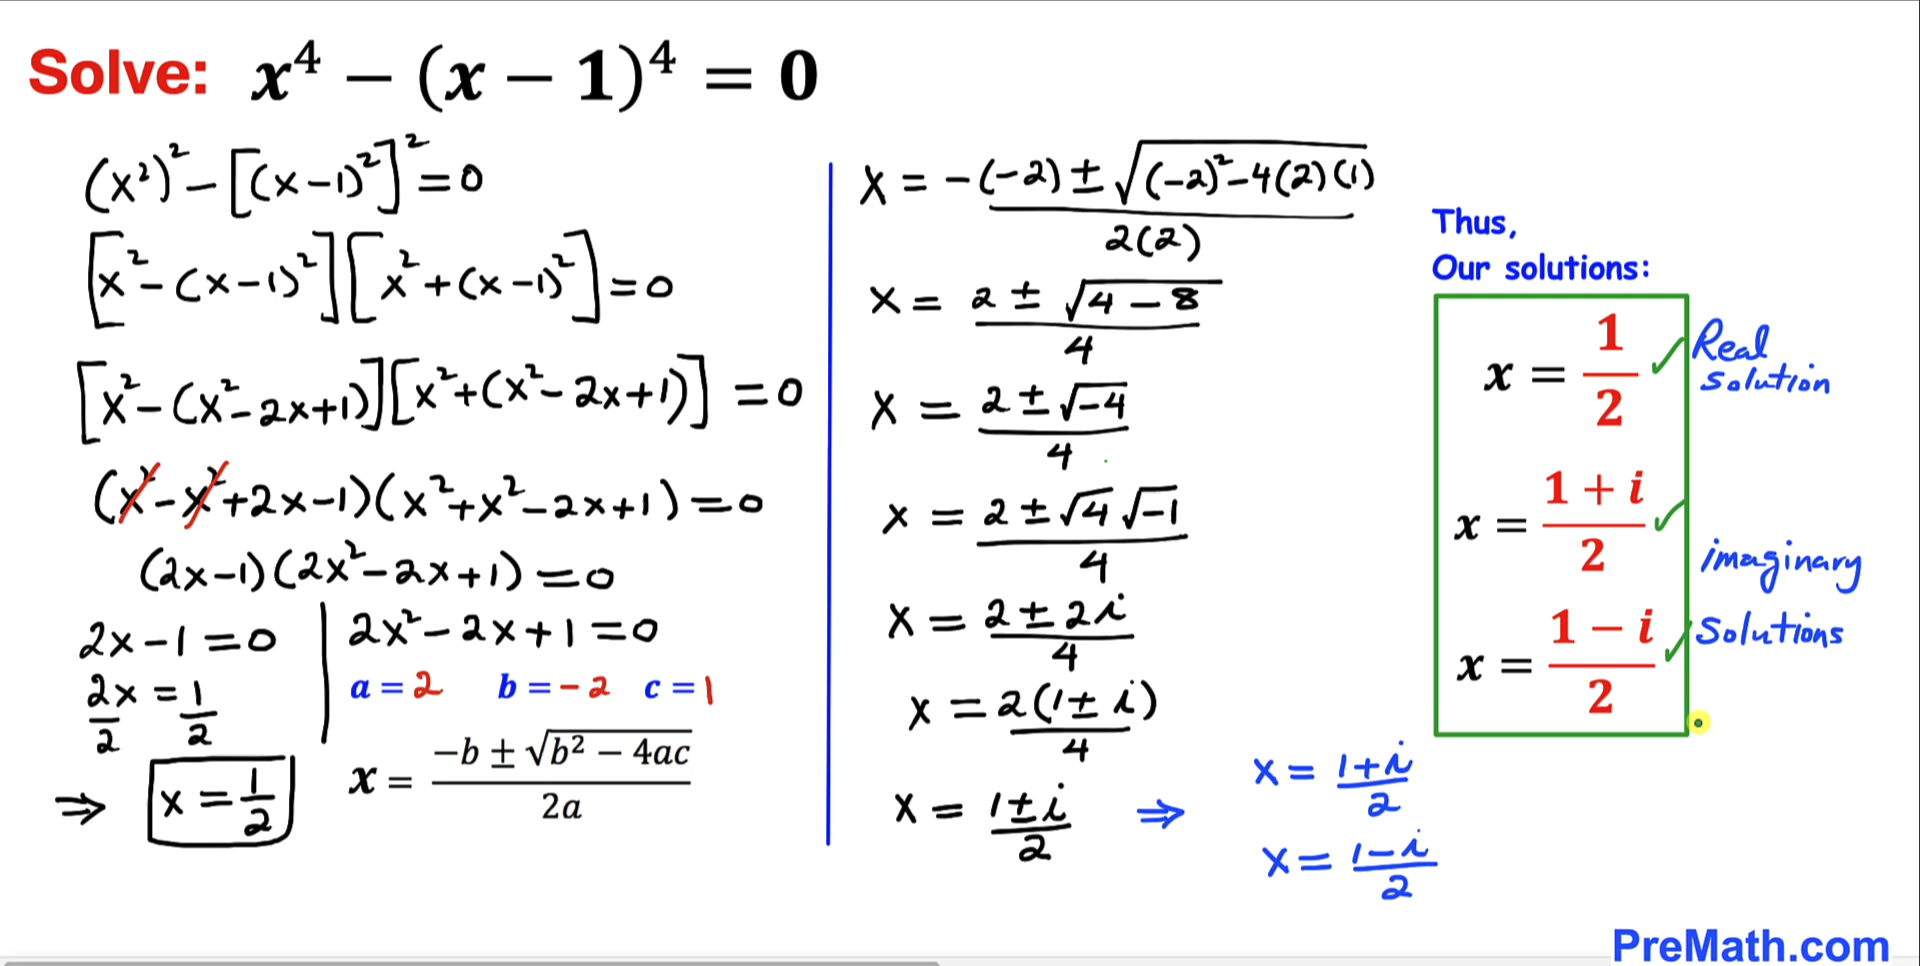 Solve: x⁴ − (x − 1)⁴ = 0
(x²)² − [(x−1)²]² = 0
[x² − (x−1)²][x² + (x−1)²] = 0
[x² − (x² − 2x+1)][x² + (x² − 2x+1)] = 0
(x² − x² + 2x − 1)(x² + x² − 2x + 1) = 0
(2x−1)(2x² − 2x + 1) = 0
2x − 1 = 0
2x/2 = 1/2
⇒ x = 1/2
2x² − 2x + 1 = 0
a = 2 b = −2 c = 1
x = (−b ± √(b² − 4ac))/2a
x = (−(−2) ± √((−2)² − 4(2)(1)))/2(2)
x = (2 ± √(4 − 8))/4
x = (2 ± √−4)/4
x = (2 ± √4 √−1)/4
x = (2 ± 2i)/4
x = 2(1 ± i)/4
x = (1 ± i)/2 ⇒
x = (1+i)/2
x = (1−i)/2
Thus,
Our solutions:
x = 1/2 ✓ Real
solution
x = (1 + i)/2 ✓
imaginary
x = (1 − i)/2 ✓ solutions
PreMath.com